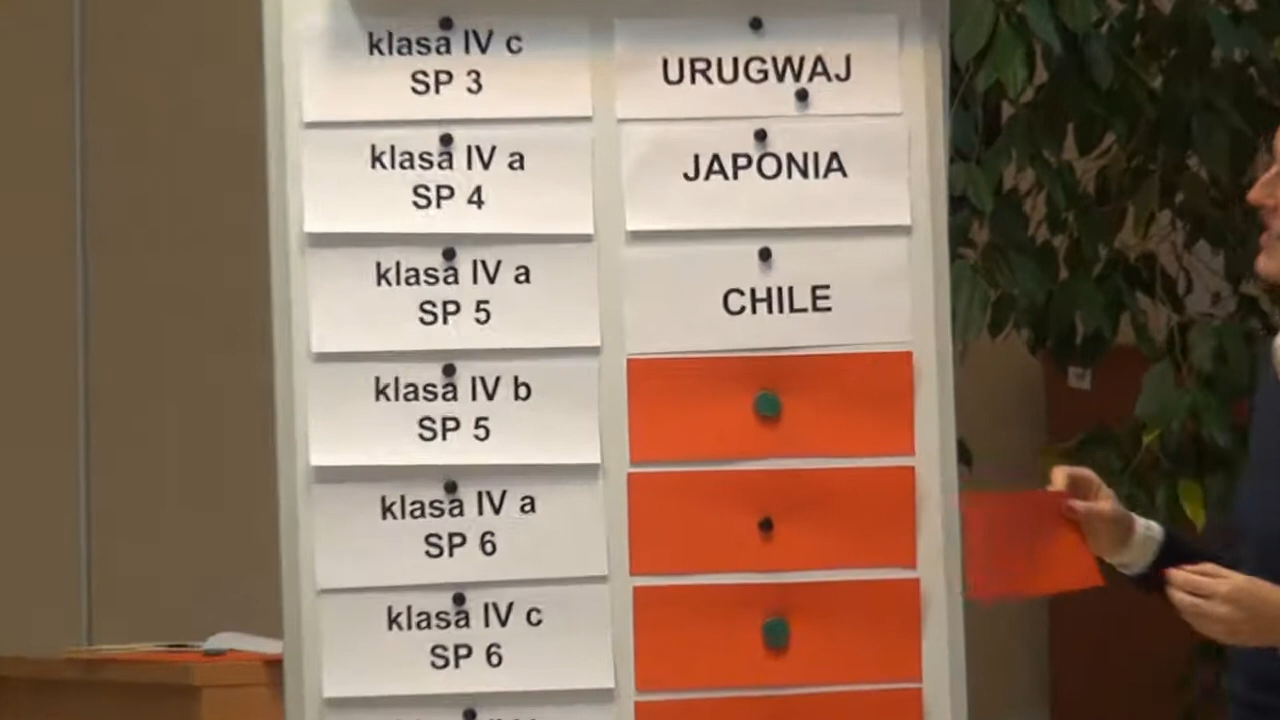 klasa IV c
SP 3
URUGWAJ
klasa IV a
SP 4
JAPONIA
klasa IV a
SP 5
CHILE
klasa IV b
SP 5
klasa IV a
SP 6
klasa IV c
SP 6